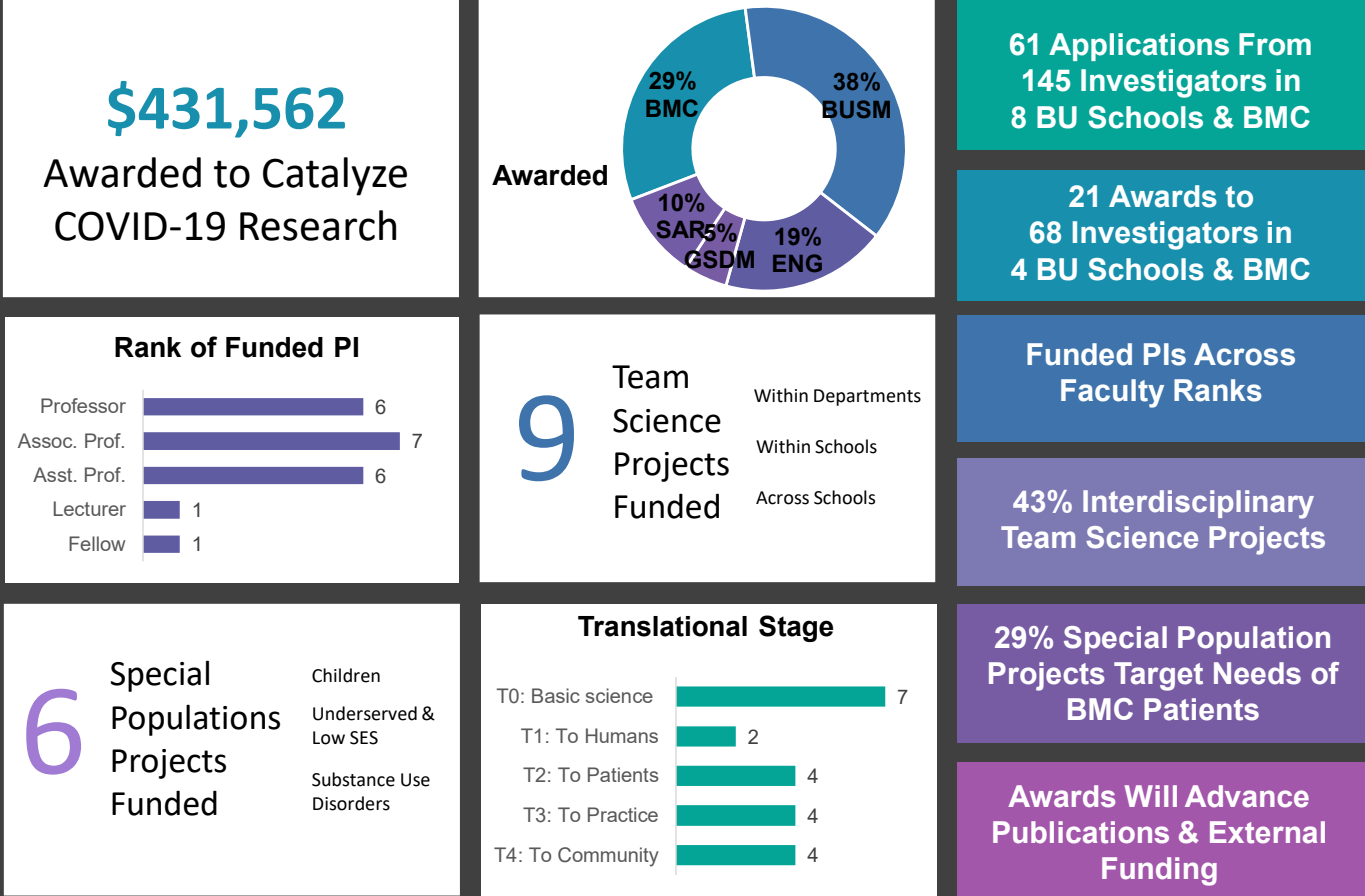 $431,562
Awarded to Catalyze
COVID-19 Research
Awarded
29%
BMC
38%
BUSM
10%
SAR
5%
GSDM
19%
ENG
61 Applications From
145 Investigators in
8 BU Schools & BMC
21 Awards to
68 Investigators in
4 BU Schools & BMC
Rank of Funded PI
Professor 6
Assoc. Prof. 7
Asst. Prof. 6
Lecturer 1
Fellow 1
9
Team
Science
Projects
Funded
Within Departments
Within Schools
Across Schools
Funded PIs Across
Faculty Ranks
43% Interdisciplinary
Team Science Projects
6
Special
Populations
Projects
Funded
Children
Underserved &
Low SES
Substance Use
Disorders
Translational Stage
T0: Basic science 7
T1: To Humans 2
T2: To Patients 4
T3: To Practice 4
T4: To Community 4
29% Special Population
Projects Target Needs of
BMC Patients
Awards Will Advance
Publications & External
Funding